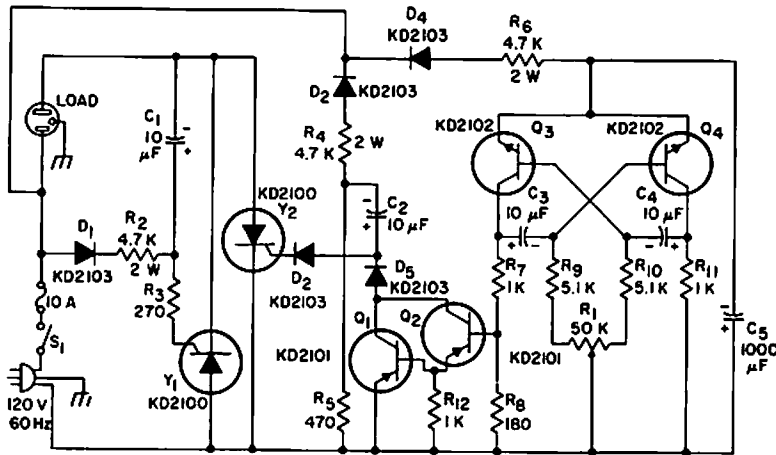 D4
KD2103
R6
4.7 K
2 W
LOAD
C1
10
μF
D2
KD2103
R4
4.7 K
2 W
KD2102
Q3
KD2102
Q4
KD2100
Y2
C2
10 μF
C3
10 μF
C4
10 μF
D1
KD2103
R2
4.7 K
2 W
D2
KD2103
D5
KD2103
R7
1 K
R9
5.1 K
R10
5.1K
R11
1 K
R3
270
R1
50 K
C5
1000
μF
10 A
S1
Q1
Q2
KD2101
KD2101
Y1
KD2100
120 V
60 Hz
R5
470
R12
1 K
R8
180